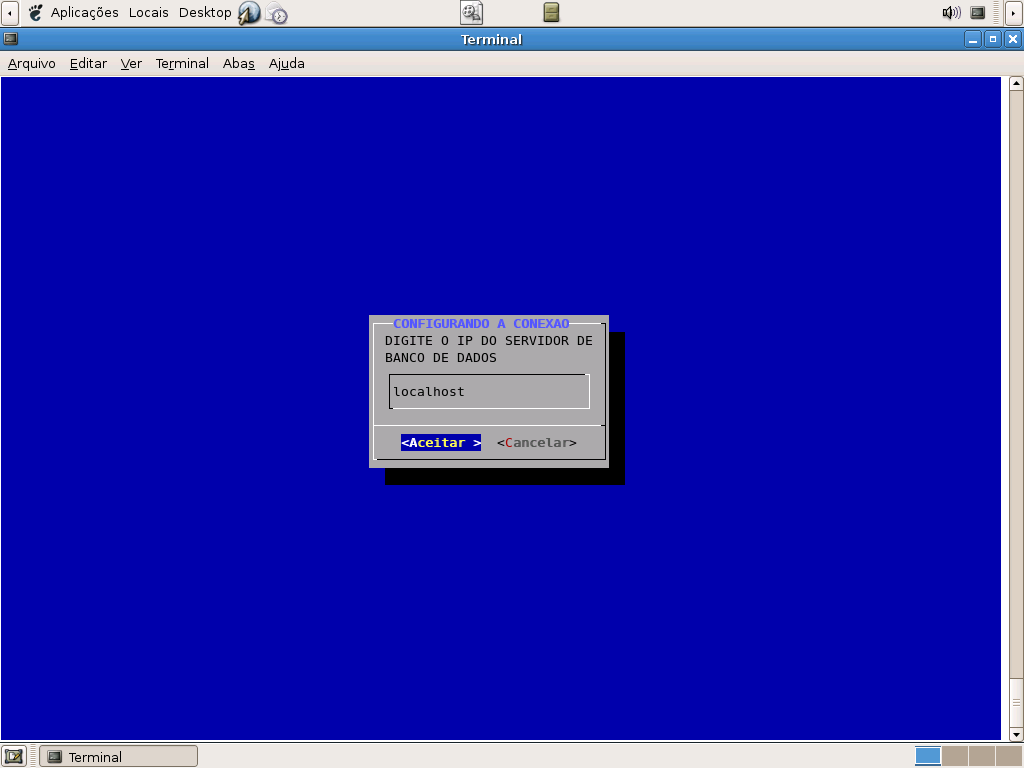 Aplicações Locais Desktop
Terminal
Arquivo Editar Ver Terminal Abas Ajuda
CONFIGURANDO A CONEXAO
DIGITE O IP DO SERVIDOR DE
BANCO DE DADOS
localhost
<Aceitar > <Cancelar>
Terminal